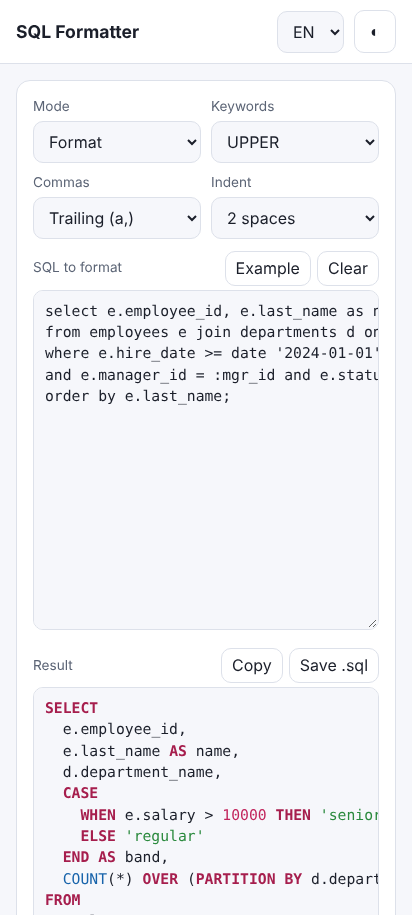 SQL Formatter
EN
Mode
Keywords
Format
UPPER
Commas
Indent
Trailing (a,)
2 spaces
SQL to format
Example
Clear
select e.employee_id, e.last_name as
from employees e join departments d on
where e.hire_date >= date '2024-01-01'
and e.manager_id = :mgr_id and
order by e.last_name;
Result
Copy
Save .sql
SELECT
e.employee_id,
e.last_name AS name,
d.department_name,
CASE
WHEN e.salary > 10000 THEN 'senior
ELSE 'regular'
END AS band,
COUNT(*) OVER (PARTITION BY
FROM